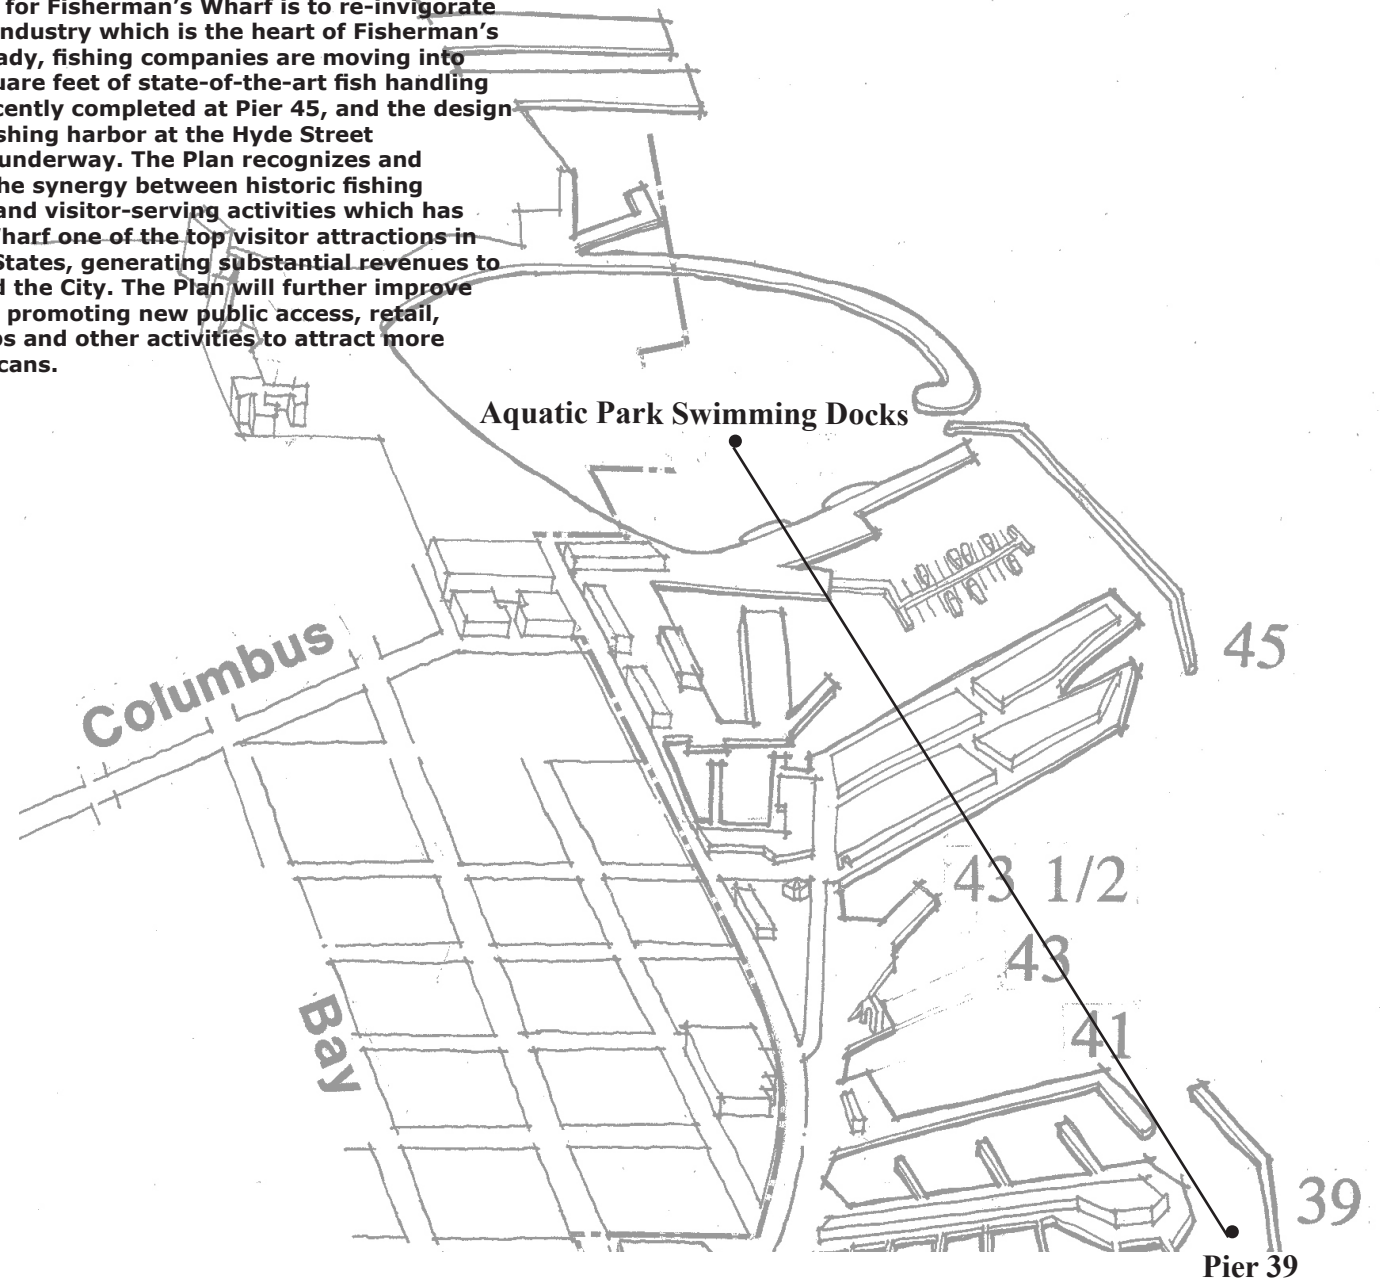 for Fisherman’s Wharf is to re-invigorate
ndustry which is the heart of Fisherman’s
ady, fishing companies are moving into
uare feet of state-of-the-art fish handling
cently completed at Pier 45, and the design
shing harbor at the Hyde Street
underway. The Plan recognizes and
he synergy between historic fishing
and visitor-serving activities which has
harf one of the top visitor attractions in
States, generating substantial revenues to
d the City. The Plan will further improve
promoting new public access, retail,
ps and other activities to attract more
cans.
Aquatic Park Swimming Docks
Columbus
45
43 1/2
43
Bay
41
39
Pier 39